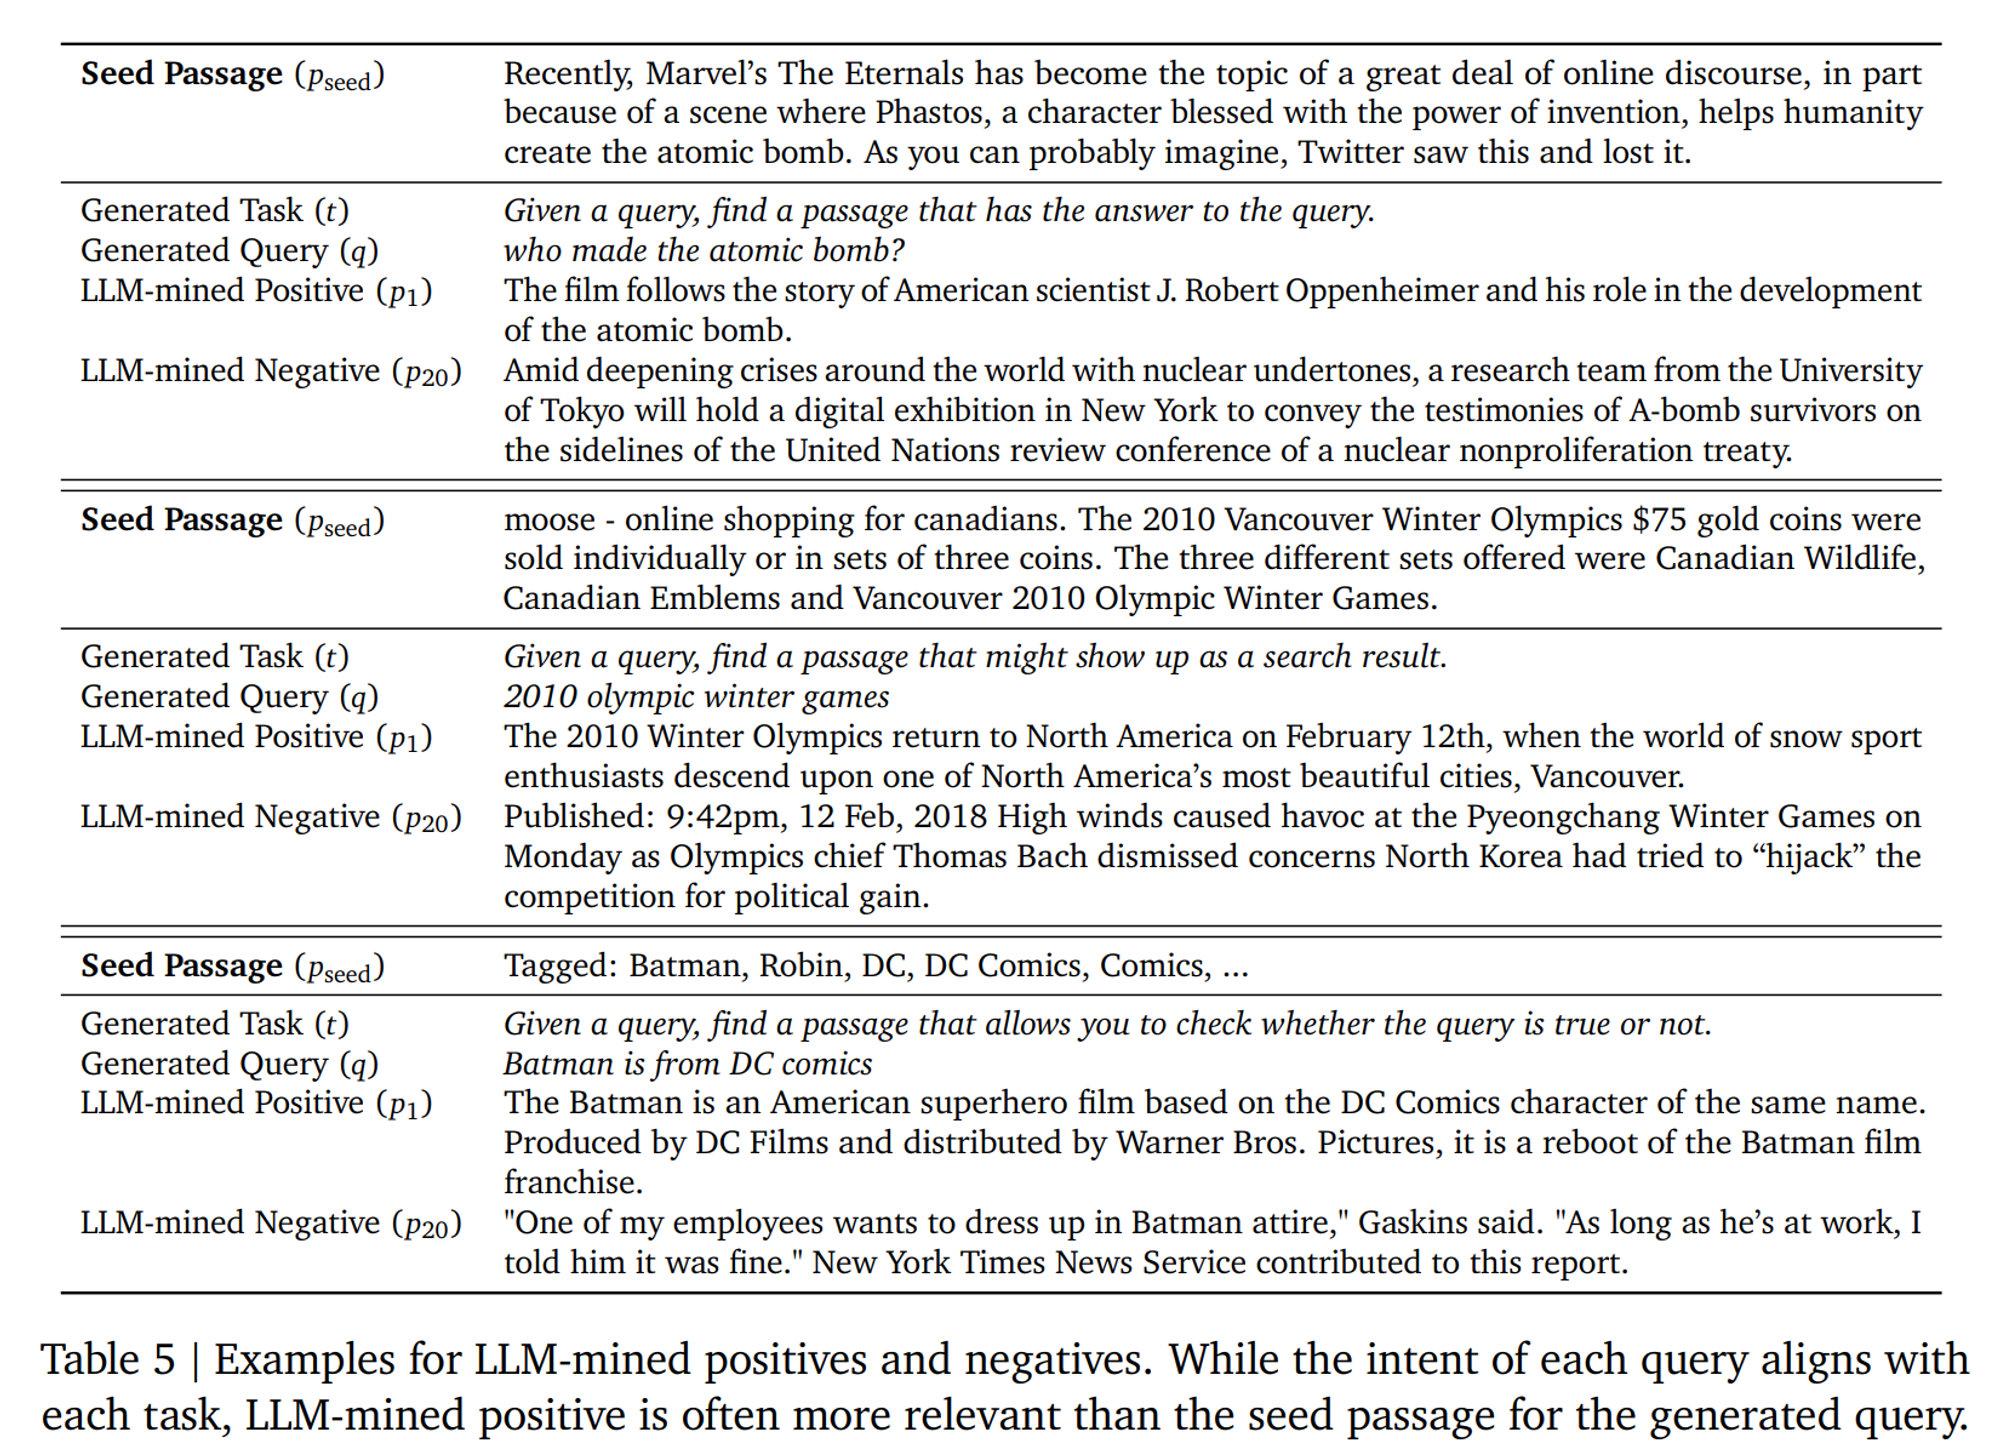 Seed Passage (pseed) Recently, Marvel’s The Eternals has become the topic of a great deal of online discourse, in part
because of a scene where Phastos, a character blessed with the power of invention, helps humanity
create the atomic bomb. As you can probably imagine, Twitter saw this and lost it.
Generated Task (t) Given a query, find a passage that has the answer to the query.
Generated Query (q) who made the atomic bomb?
LLM-mined Positive (p1) The film follows the story of American scientist J. Robert Oppenheimer and his role in the development
of the atomic bomb.
LLM-mined Negative (p20) Amid deepening crises around the world with nuclear undertones, a research team from the University
of Tokyo will hold a digital exhibition in New York to convey the testimonies of A-bomb survivors on
the sidelines of the United Nations review conference of a nuclear nonproliferation treaty.
Seed Passage (pseed) moose - online shopping for canadians. The 2010 Vancouver Winter Olympics $75 gold coins were
sold individually or in sets of three coins. The three different sets offered were Canadian Wildlife,
Canadian Emblems and Vancouver 2010 Olympic Winter Games.
Generated Task (t) Given a query, find a passage that might show up as a search result.
Generated Query (q) 2010 olympic winter games
LLM-mined Positive (p1) The 2010 Winter Olympics return to North America on February 12th, when the world of snow sport
enthusiasts descend upon one of North America’s most beautiful cities, Vancouver.
LLM-mined Negative (p20) Published: 9:42pm, 12 Feb, 2018 High winds caused havoc at the Pyeongchang Winter Games on
Monday as Olympics chief Thomas Bach dismissed concerns North Korea had tried to “hijack” the
competition for political gain.
Seed Passage (pseed) Tagged: Batman, Robin, DC, DC Comics, Comics, ...
Generated Task (t) Given a query, find a passage that allows you to check whether the query is true or not.
Generated Query (q) Batman is from DC comics
LLM-mined Positive (p1) The Batman is an American superhero film based on the DC Comics character of the same name.
Produced by DC Films and distributed by Warner Bros. Pictures, it is a reboot of the Batman film
franchise.
LLM-mined Negative (p20) "One of my employees wants to dress up in Batman attire," Gaskins said. "As long as he’s at work, I
told him it was fine." New York Times News Service contributed to this report.
Table 5 | Examples for LLM-mined positives and negatives. While the intent of each query aligns with
each task, LLM-mined positive is often more relevant than the seed passage for the generated query.